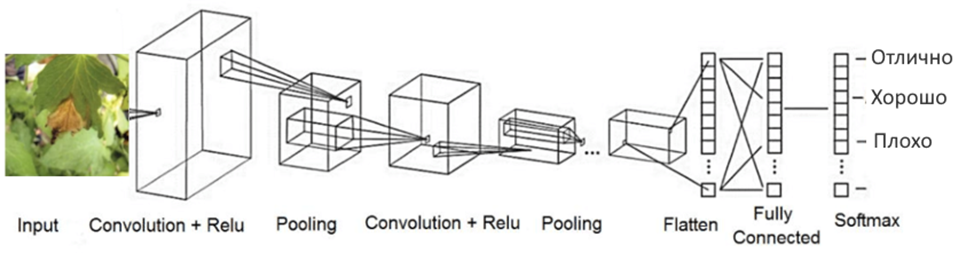 Отлично
Хорошо
Плохо
...
Input
Convolution + Relu
Pooling
Convolution + Relu
Pooling
Flatten
Fully
Connected
Softmax